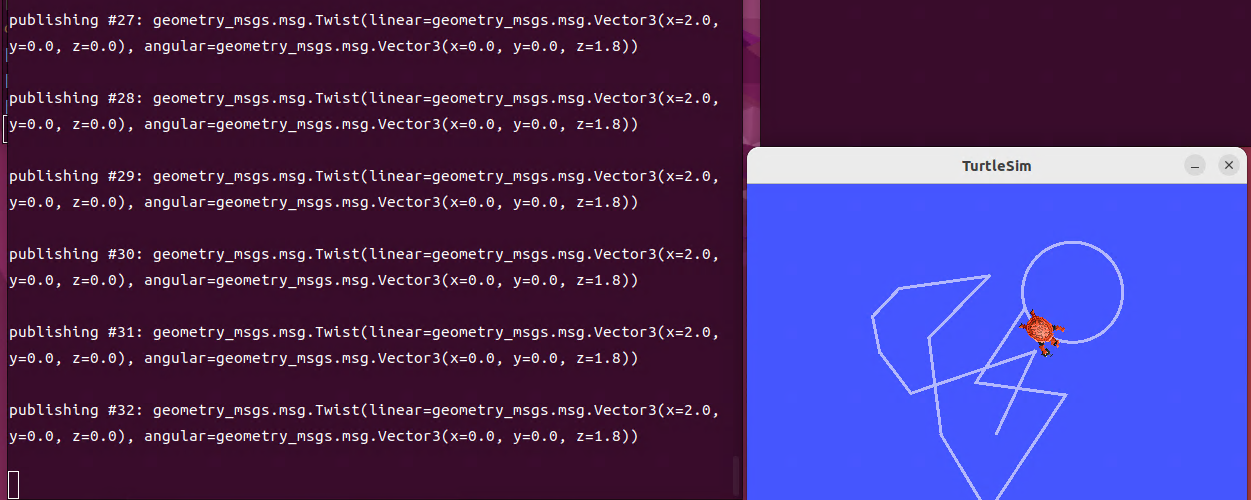 publishing #27: geometry_msgs.msg.Twist(linear=geometry_msgs.msg.Vector3(x=2.0,
y=0.0, z=0.0), angular=geometry_msgs.msg.Vector3(x=0.0, y=0.0, z=1.8))
publishing #28: geometry_msgs.msg.Twist(linear=geometry_msgs.msg.Vector3(x=2.0,
y=0.0, z=0.0), angular=geometry_msgs.msg.Vector3(x=0.0, y=0.0, z=1.8))
publishing #29: geometry_msgs.msg.Twist(linear=geometry_msgs.msg.Vector3(x=2.0,
y=0.0, z=0.0), angular=geometry_msgs.msg.Vector3(x=0.0, y=0.0, z=1.8))
publishing #30: geometry_msgs.msg.Twist(linear=geometry_msgs.msg.Vector3(x=2.0,
y=0.0, z=0.0), angular=geometry_msgs.msg.Vector3(x=0.0, y=0.0, z=1.8))
publishing #31: geometry_msgs.msg.Twist(linear=geometry_msgs.msg.Vector3(x=2.0,
y=0.0, z=0.0), angular=geometry_msgs.msg.Vector3(x=0.0, y=0.0, z=1.8))
publishing #32: geometry_msgs.msg.Twist(linear=geometry_msgs.msg.Vector3(x=2.0,
y=0.0, z=0.0), angular=geometry_msgs.msg.Vector3(x=0.0, y=0.0, z=1.8))
TurtleSim